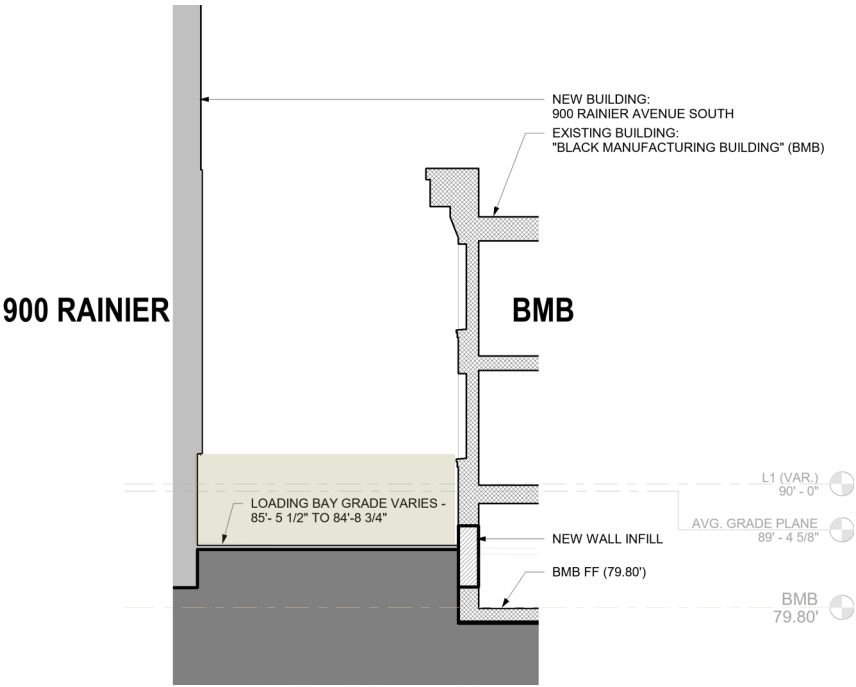 NEW BUILDING:
900 RAINIER AVENUE SOUTH
EXISTING BUILDING:
"BLACK MANUFACTURING BUILDING" (BMB)
900 RAINIER
BMB
L1 (VAR.)
90' - 0"
LOADING BAY GRADE VARIES -
85'- 5 1/2" TO 84'-8 3/4"
AVG. GRADE PLANE
89' - 4 5/8"
NEW WALL INFILL
BMB FF (79.80')
BMB
79.80'